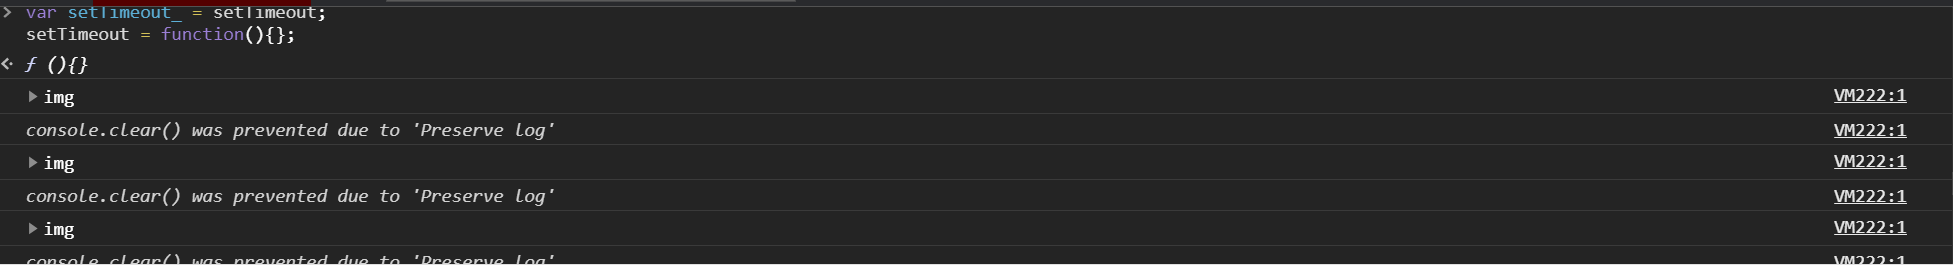 var setTimeout_ = setTimeout;
setTimeout = function(){};
ƒ (){}
img VM222:1
console.clear() was prevented due to 'Preserve log' VM222:1
img VM222:1
console.clear() was prevented due to 'Preserve log' VM222:1
img VM222:1
console.clear() was prevented due to 'Preserve log' VM222:1